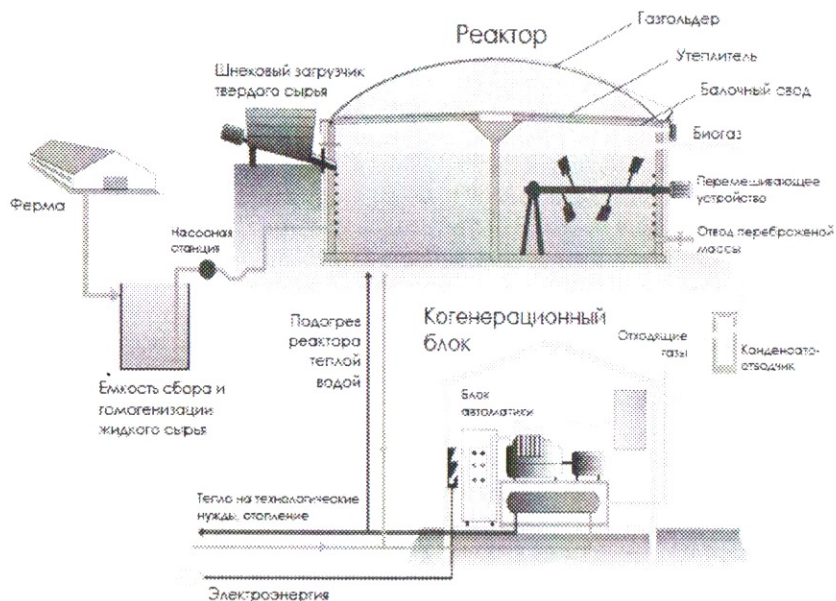 Реактор
Газгольдер
Утеплитель
Балочный свод
Биогаз
Шнековый загрузчик
твердого сырья
Ферма
Насосная
станция
Перемешивающее
устройство
Отвод переброженой
массы
Подогрев
реактора
теплой
водой
Когенерационный
блок
Отходящие
газы
Конденсато-
отводчик
Емкость сбора и
гомогенизации
жидкого сырья
Блок
автоматики
Тепло на технологические
нужды, отопление
Электроэнергия